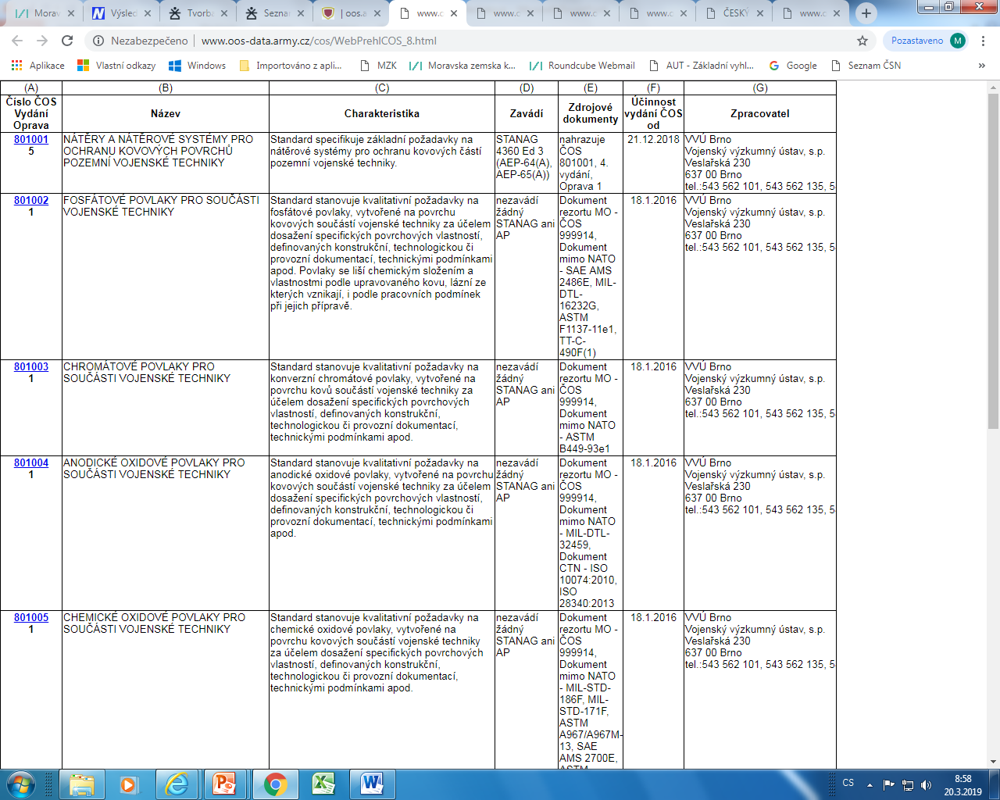 Morav
Výsled
Tvorba
Seznam
| oos.a
www.c
www.c
www.c
www.c
ČESKÝ
www.c
Nezabezpečeno
www.oos-data.army.cz/cos/WebPrehlCOS_8.html
Pozastaveno
M
Aplikace
Vlastní odkazy
Windows
Importováno z apli...
MZK
Moravska zemska k...
Roundcube Webmail
AUT - Základní vyhl...
Google
Seznam ČSN
»
(A)
(B)
(C)
(D)
(E)
(F)
(G)
Číslo ČOS
Vydání
Oprava
Název
Charakteristika
Zavádí
Zdrojové
dokumenty
Účinnost
vydání ČOS
od
Zpracovatel
801001
5
NÁTĚRY A NÁTĚROVÉ SYSTÉMY PRO
OCHRANU KOVOVÝCH POVRCHŮ
POZEMNÍ VOJENSKÉ TECHNIKY
Standard specifikuje základní požadavky na
nátěrové systémy pro ochranu kovových částí
pozemní vojenské techniky.
STANAG
4360 Ed 3
(AEP-64(A),
AEP-65(A))
nahrazuje
ČOS
801001, 4.
vydání,
Oprava 1
21.12.2018
VVÚ Brno
Vojenský výzkumný ústav, s.p.
Veslařská 230
637 00 Brno
tel.:543 562 101, 543 562 135, 5
801002
1
FOSFÁTOVÉ POVLAKY PRO SOUČÁSTI
VOJENSKÉ TECHNIKY
Standard stanovuje kvalitativní požadavky na
fosfátové povlaky, vytvořené na povrchu
kovových součástí vojenské techniky za účelem
dosažení specifických povrchových vlastností,
definovaných konstrukční, technologickou či
provozní dokumentací, technickými podmínkami
apod. Povlaky se liší chemickým složením a
vlastnostmi podle upravovaného kovu, lázní ze
kterých vznikají, i podle pracovních podmínek
při jejich přípravě.
nezavádí
žádný
STANAG ani
AP
Dokument
rezortu MO -
ČOS
999914,
Dokument
mimo NATO
- SAE AMS
2486E, MIL-
DTL-
16232G,
ASTM
F1137-11e1,
TT-C-
490F(1)
18.1.2016
VVÚ Brno
Vojenský výzkumný ústav, s.p.
Veslařská 230
637 00 Brno
tel.:543 562 101, 543 562 135, 5
801003
1
CHROMÁTOVÉ POVLAKY PRO
SOUČÁSTI VOJENSKÉ TECHNIKY
Standard stanovuje kvalitativní požadavky na
konverzní chromátové povlaky, vytvořené na
povrchu kovů součástí vojenské techniky za
účelem dosažení specifických povrchových
vlastností, definovaných konstrukční,
technologickou či provozní dokumentací,
technickými podmínkami apod.
nezavádí
žádný
STANAG ani
AP
Dokument
rezortu MO -
ČOS
999914,
Dokument
mimo NATO
- ASTM
B449-93e1
18.1.2016
VVÚ Brno
Vojenský výzkumný ústav, s.p.
Veslařská 230
637 00 Brno
tel.:543 562 101, 543 562 135, 5
801004
1
ANODICKÉ OXIDOVÉ POVLAKY PRO
SOUČÁSTI VOJENSKÉ TECHNIKY
Standard stanovuje kvalitativní požadavky na
anodické oxidové povlaky, vytvořené na povrchu
kovových součástí vojenské techniky za účelem
dosažení specifických povrchových vlastností,
definovaných konstrukční, technologickou či
provozní dokumentací, technickými podmínkami
apod.
nezavádí
žádný
STANAG ani
AP
Dokument
rezortu MO -
ČOS
999914,
Dokument
mimo NATO
- MIL-DTL-
32459,
Dokument
CTN - ISO
10074:2010,
ISO
28340:2013
18.1.2016
VVÚ Brno
Vojenský výzkumný ústav, s.p.
Veslařská 230
637 00 Brno
tel.:543 562 101, 543 562 135, 5
801005
1
CHEMICKÉ OXIDOVÉ POVLAKY PRO
SOUČÁSTI VOJENSKÉ TECHNIKY
Standard stanovuje kvalitativní požadavky na
chemické oxidové povlaky, vytvořené na
povrchu kovových součástí vojenské techniky
za účelem dosažení specifických povrchových
vlastností, definovaných konstrukční,
technologickou či provozní dokumentací,
technickými podmínkami apod.
nezavádí
žádný
STANAG ani
AP
Dokument
rezortu MO -
ČOS
999914,
Dokument
mimo NATO
- MIL-STD-
186F, MIL-
STD-171F,
ASTM
A967/A967M-
13, SAE
AMS 2700E,
ASTM
18.1.2016
VVÚ Brno
Vojenský výzkumný ústav, s.p.
Veslařská 230
637 00 Brno
tel.:543 562 101, 543 562 135, 5
CS
8:58
20.3.2019